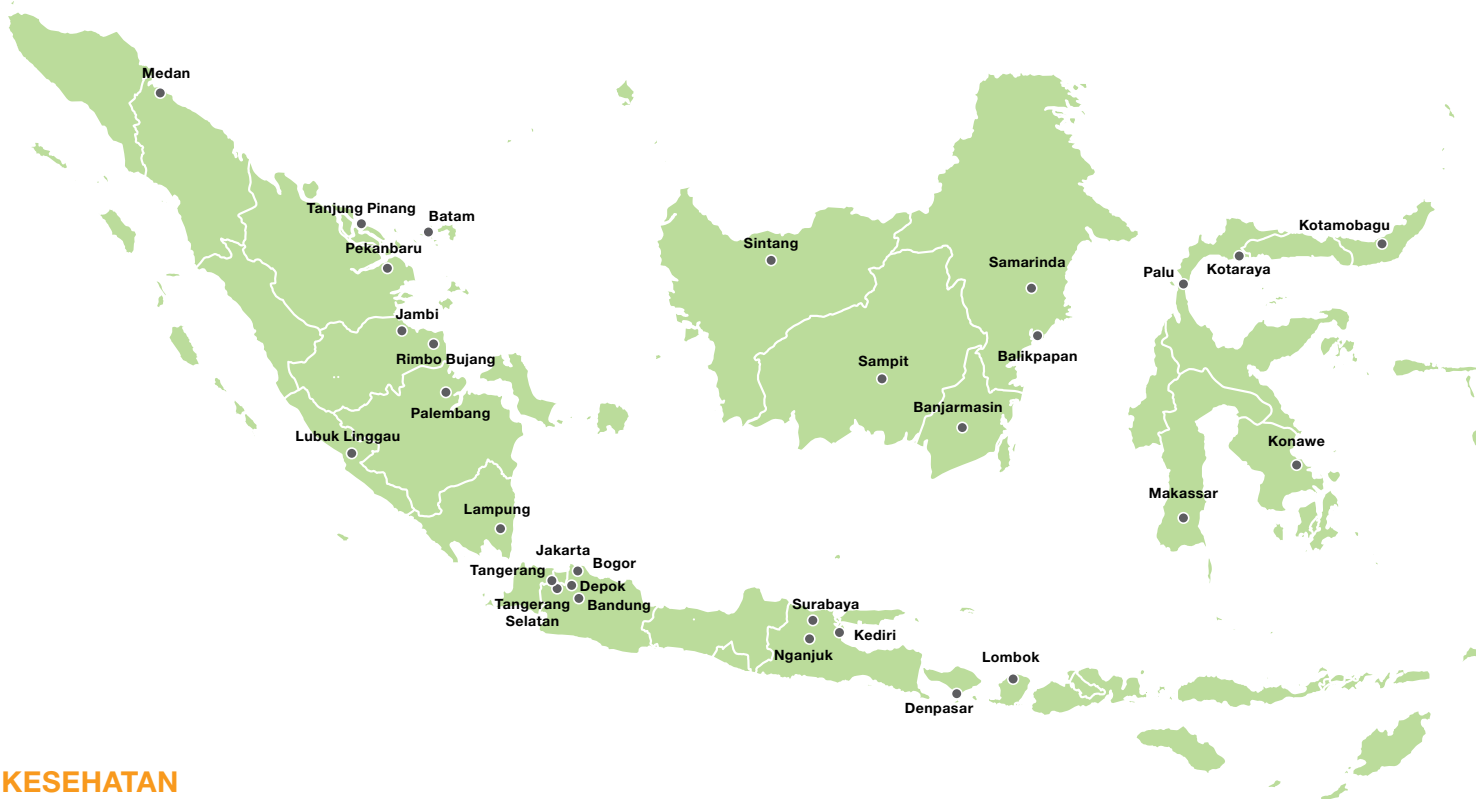 Medan
Tanjung Pinang
Batam
Pekanbaru
Jambi
Rimbo Bujang
Palembang
Lubuk Linggau
Lampung
Jakarta
Bogor
Tangerang
Depok
Tangerang
Selatan
Bandung
Surabaya
Kediri
Nganjuk
Lombok
Denpasar
Sintang
Samarinda
Balikpapan
Sampit
Banjarmasin
Kotamobagu
Palu
Kotaraya
Konawe
Makassar
KESEHATAN